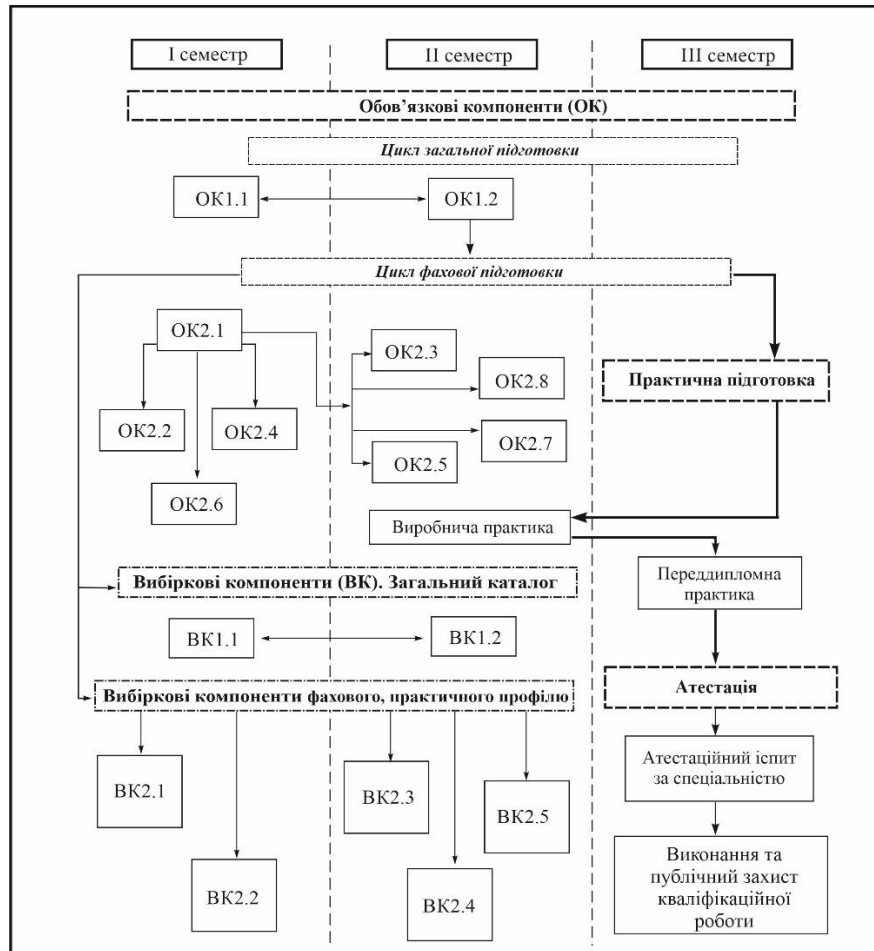 І семестр
ІІ семестр
ІІІ семестр
Обов’язкові компоненти (ОК)
Цикл загальної підготовки
ОК1.1
ОК1.2
Цикл фахової підготовки
ОК2.1
ОК2.3
ОК2.8
Практична підготовка
ОК2.2
ОК2.4
ОК2.7
ОК2.5
ОК2.6
Виробнича практика
Переддипломна
практика
Вибіркові компоненти (ВК). Загальний каталог
ВК1.1
ВК1.2
Вибіркові компоненти фахового, практичного профілю
Атестація
ВК2.1
ВК2.3
ВК2.5
Атестаційний іспит
за спеціальністю
ВК2.2
ВК2.4
Виконання та
публічний захист
кваліфікаційної
роботи